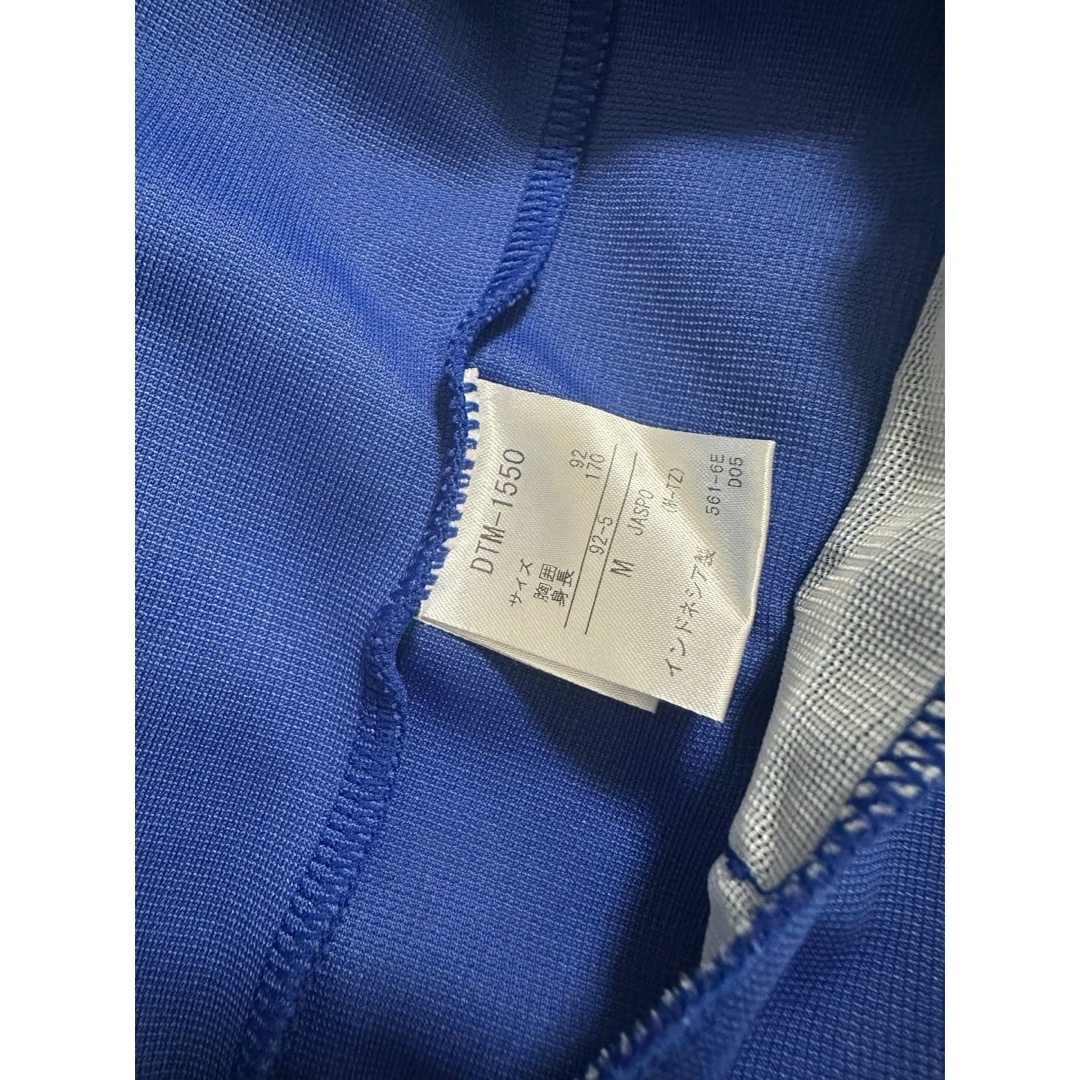 DTM-1550
サイズ
胸囲 92
身長 170
92-5
M
JASPO
(H-TZ)
インドネシア製 561-6E
D05